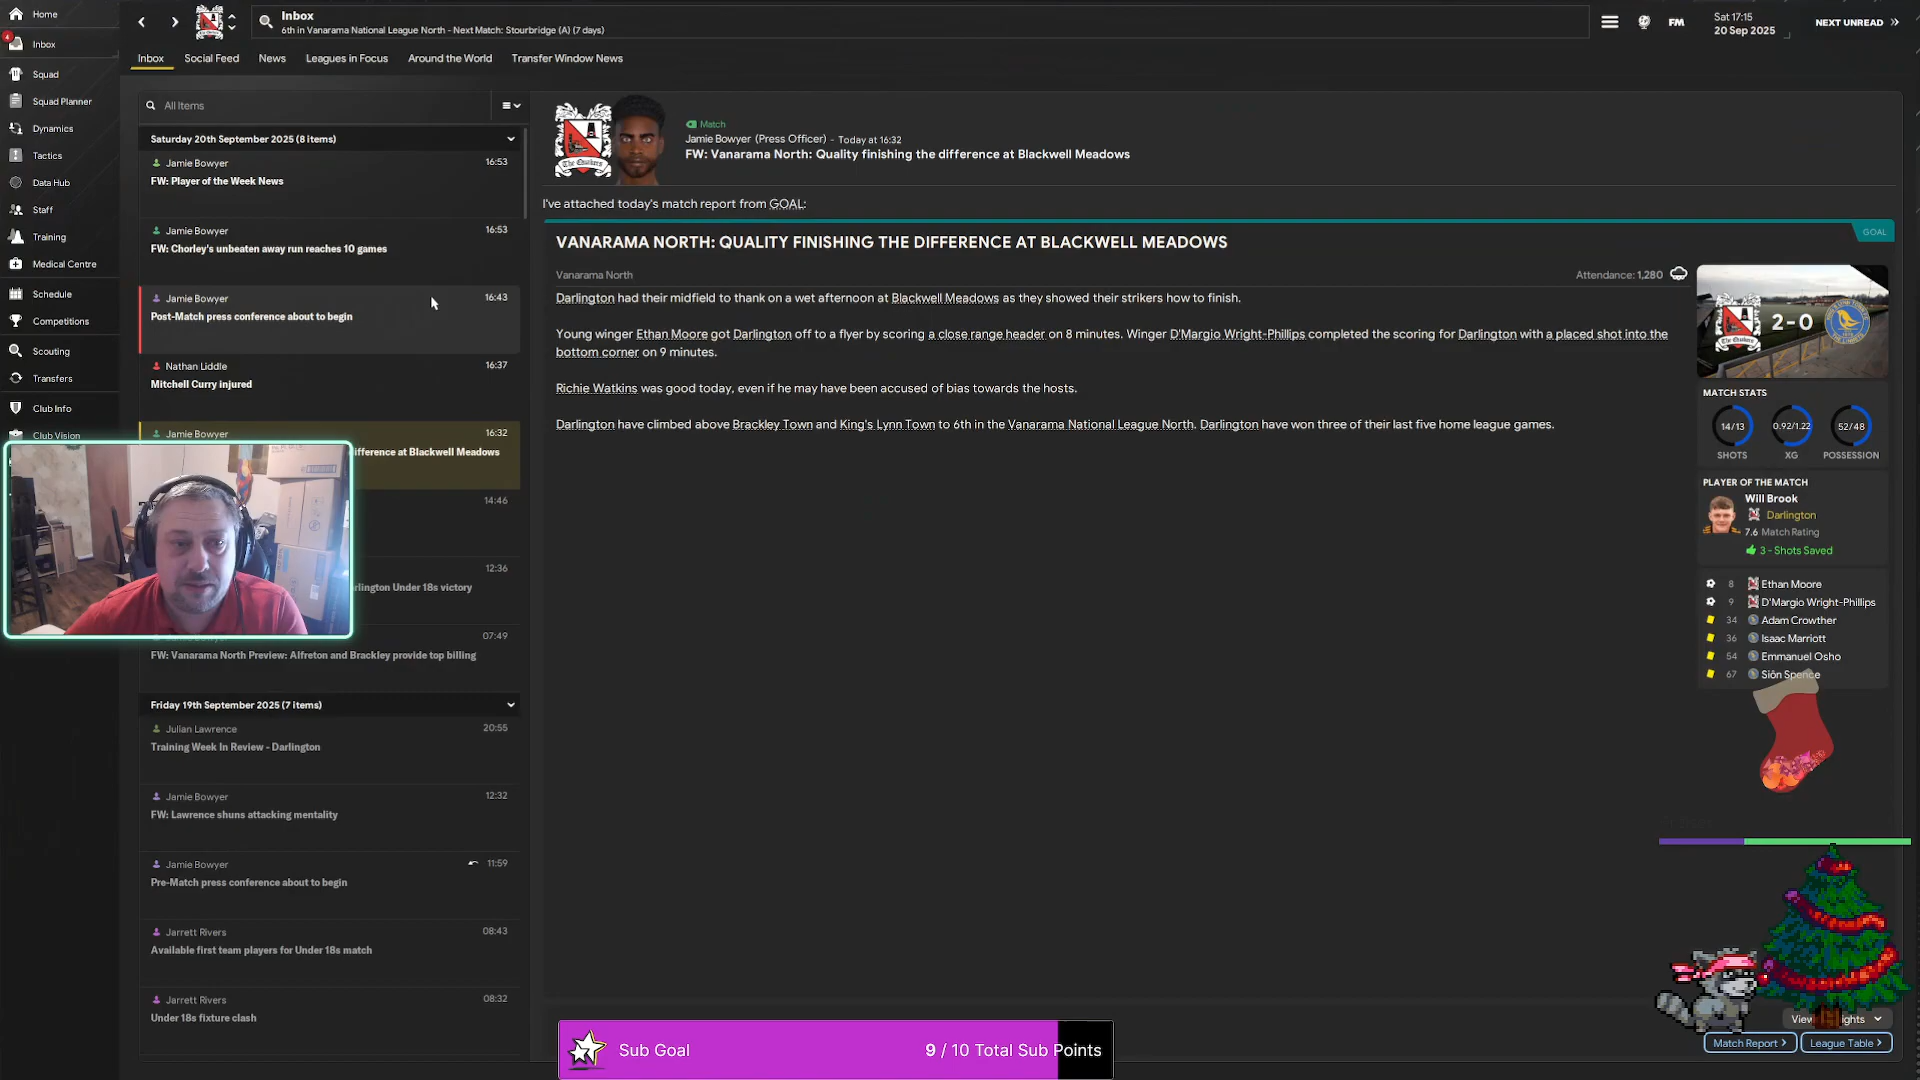 Home
Inbox
6th in Vanarama National League North - Next Match: Stourbridge (A) (7 days)
FM
Sat 17:15
20 Sep 2025
NEXT UNREAD
4
Inbox
Squad
Squad Planner
Dynamics
Tactics
Data Hub
Staff
Training
Medical Centre
Schedule
Competitions
Scouting
Transfers
Club Info
Club Vision
Inbox Social Feed News Leagues in Focus Around the World Transfer Window News
All Items
Saturday 20th September 2025 (8 items)
Jamie Bowyer 16:53
FW: Player of the Week News
Jamie Bowyer 16:53
FW: Chorley's unbeaten away run reaches 10 games
Jamie Bowyer 16:43
Post-Match press conference about to begin
Nathan Liddle 16:37
Mitchell Curry injured
Jamie Bowyer 16:32
ifference at Blackwell Meadows
14:46
12:36
rlington Under 18s victory
07:49
FW: Vanarama North Preview: Alfreton and Brackley provide top billing
Friday 19th September 2025 (7 items)
Julian Lawrence 20:55
Training Week In Review - Darlington
Jamie Bowyer 12:32
FW: Lawrence shuns attacking mentality
Jamie Bowyer 11:59
Pre-Match press conference about to begin
Jarrett Rivers 08:43
Available first team players for Under 18s match
Jarrett Rivers 08:32
Under 18s fixture clash
The Quakers
Match
Jamie Bowyer (Press Officer) - Today at 16:32
FW: Vanarama North: Quality finishing the difference at Blackwell Meadows
I've attached today's match report from GOAL:
GOAL
VANARAMA NORTH: QUALITY FINISHING THE DIFFERENCE AT BLACKWELL MEADOWS
Vanarama North Attendance: 1,280
Darlington had their midfield to thank on a wet afternoon at Blackwell Meadows as they showed their strikers how to finish.
Young winger Ethan Moore got Darlington off to a flyer by scoring a close range header on 8 minutes. Winger D'Margio Wright-Phillips completed the scoring for Darlington with a placed shot into the
bottom corner on 9 minutes.
Richie Watkins was good today, even if he may have been accused of bias towards the hosts.
Darlington have climbed above Brackley Town and King's Lynn Town to 6th in the Vanarama National League North. Darlington have won three of their last five home league games.
2-0
MATCH STATS
14/13 0.92/1.22 52/48
SHOTS XG POSSESSION
PLAYER OF THE MATCH
Will Brook
Darlington
7.6 Match Rating
3 - Shots Saved
8 Ethan Moore
9 D'Margio Wright-Phillips
34 Adam Crowther
36 Isaac Marriott
54 Emmanuel Osho
67 Siôn Spence
View
ights
Match Report
League Table
Sub Goal 9 / 10 Total Sub Points